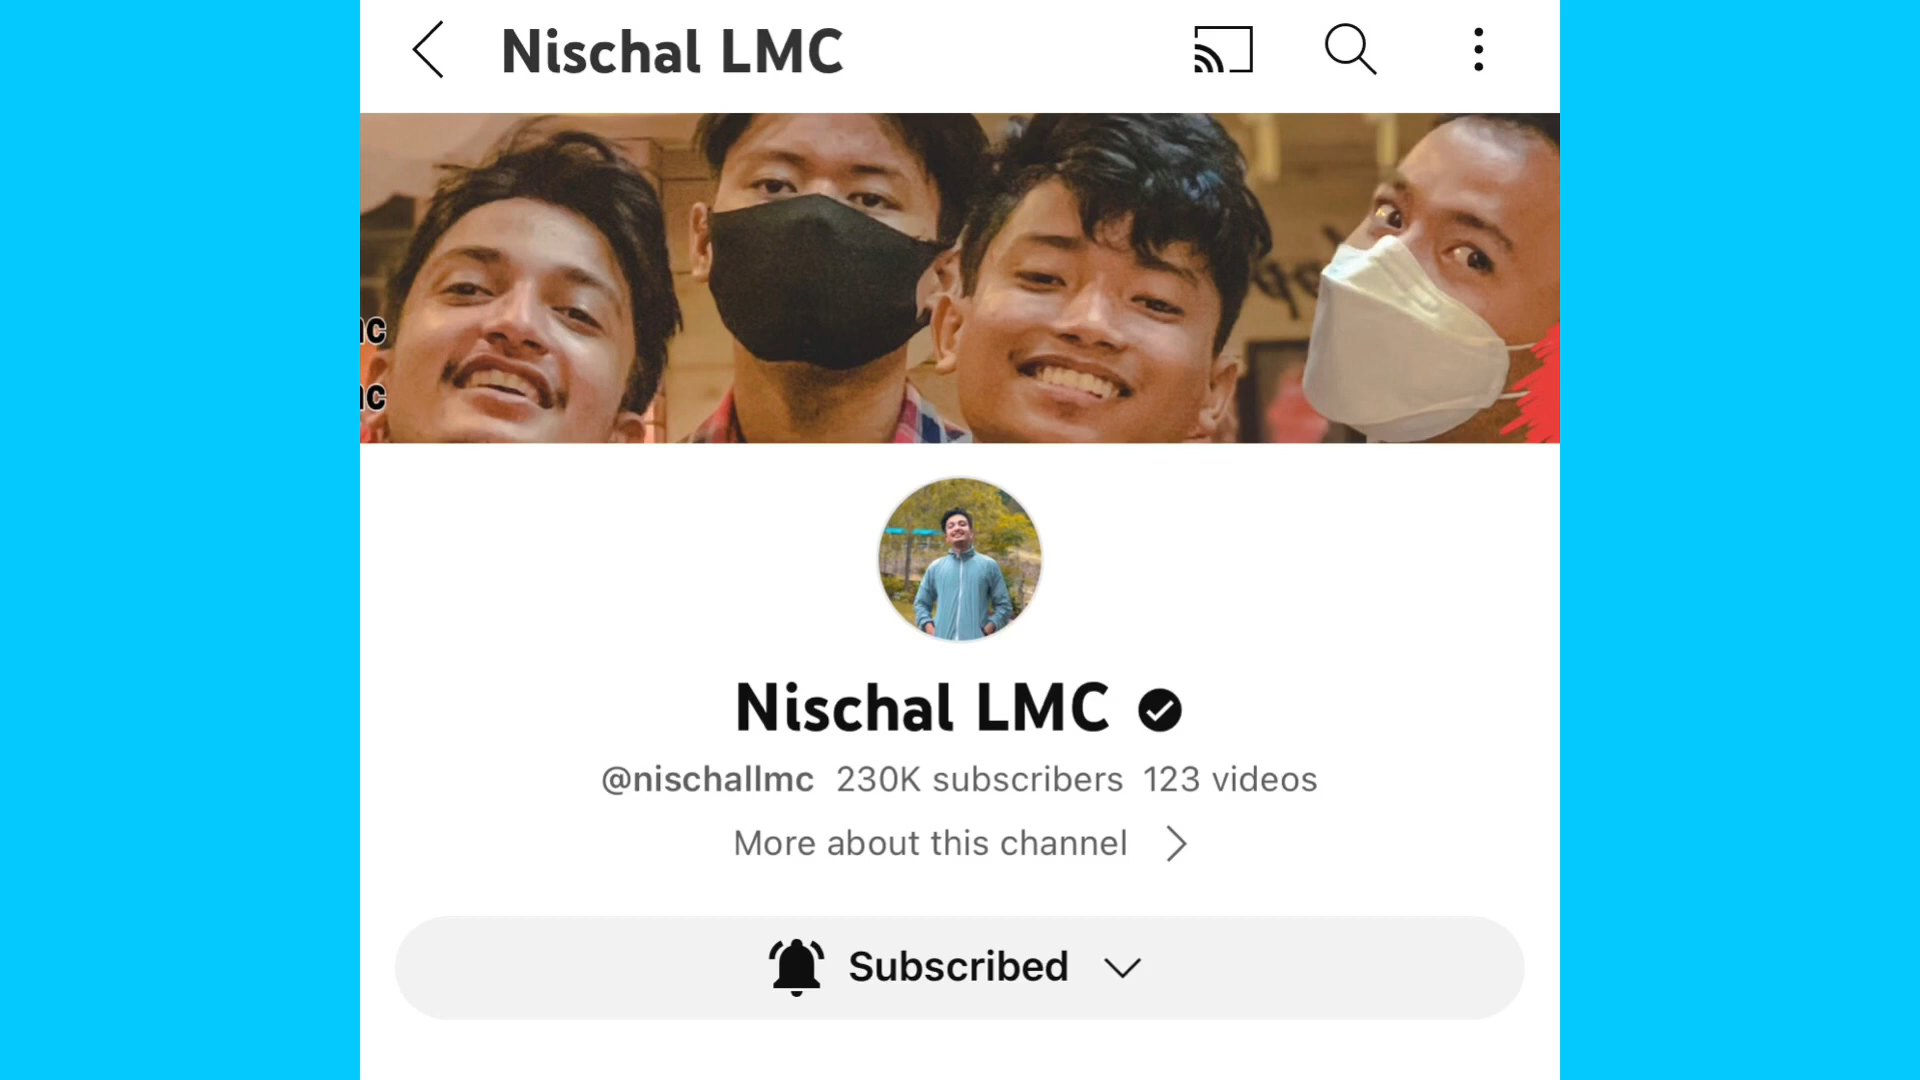 Nischal LMC
Nischal LMC
@nischallmc 230K subscribers 123 videos
More about this channel
Subscribed